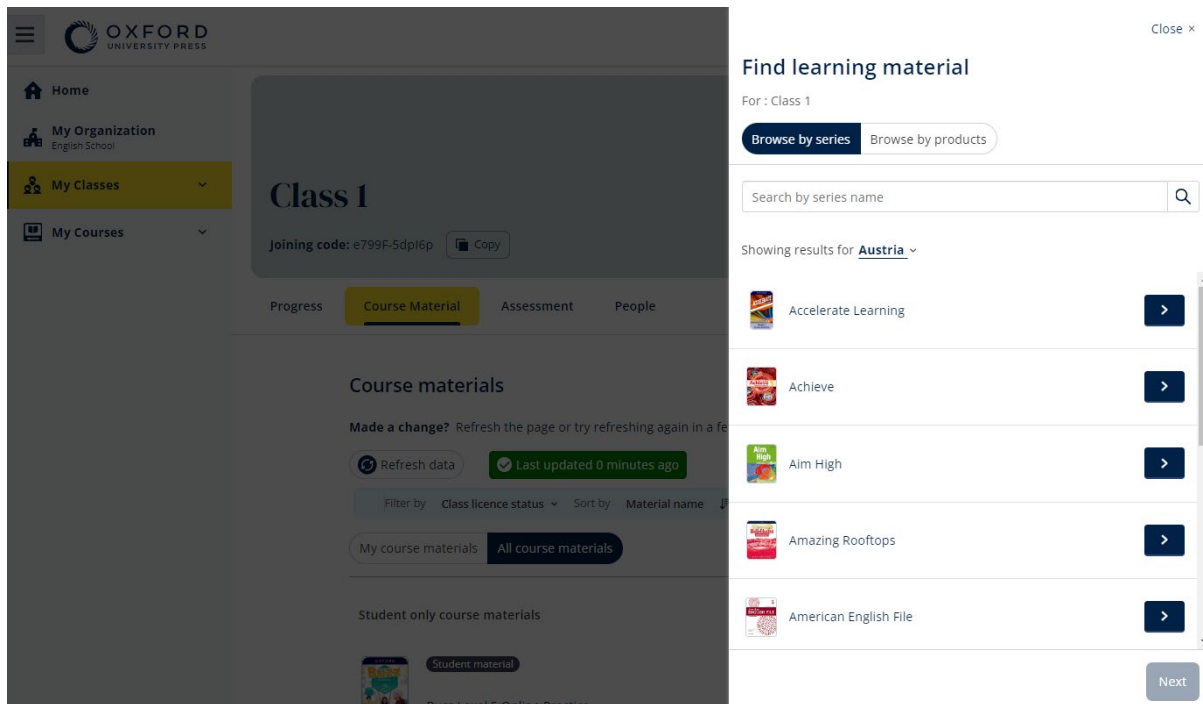 OXFORD
UNIVERSITY PRESS
Home
My Organization
English School
My Classes
My Courses
Class 1
Joining code: e799F-5dpI6p
Copy
Progress
Course Material
Assessment
People
Course materials
Made a change? Refresh the page or try refreshing again in a fe
Refresh data
Last updated 0 minutes ago
Filter by Class licence status Sort by Material name
My course materials
All course materials
Student only course materials
Student material
Close ×
Find learning material
For : Class 1
Browse by series
Browse by products
Search by series name
Showing results for Austria
Accelerate Learning
Achieve
Aim High
Amazing Rooftops
American English File
Next